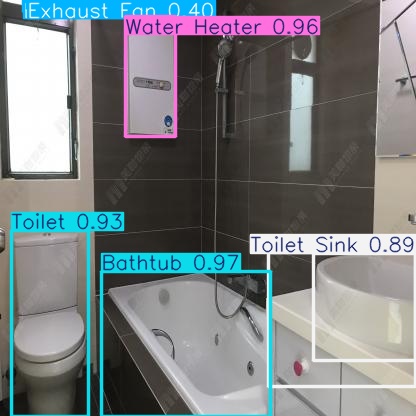 Exhaust Fan 0.40
Water Heater 0.96
Toilet 0.93
Toilet Sink 0.89
Bathtub 0.97